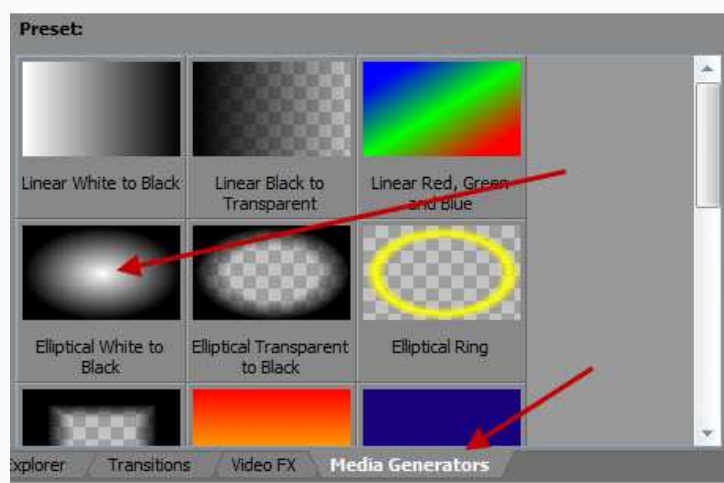 Preset:
Linear White to Black
Linear Black to
Transparent
Linear Red, Green
and Blue
Elliptical White to
Black
Elliptical Transparent
to Black
Elliptical Ring
xplorer Transitions Video FX Media Generators